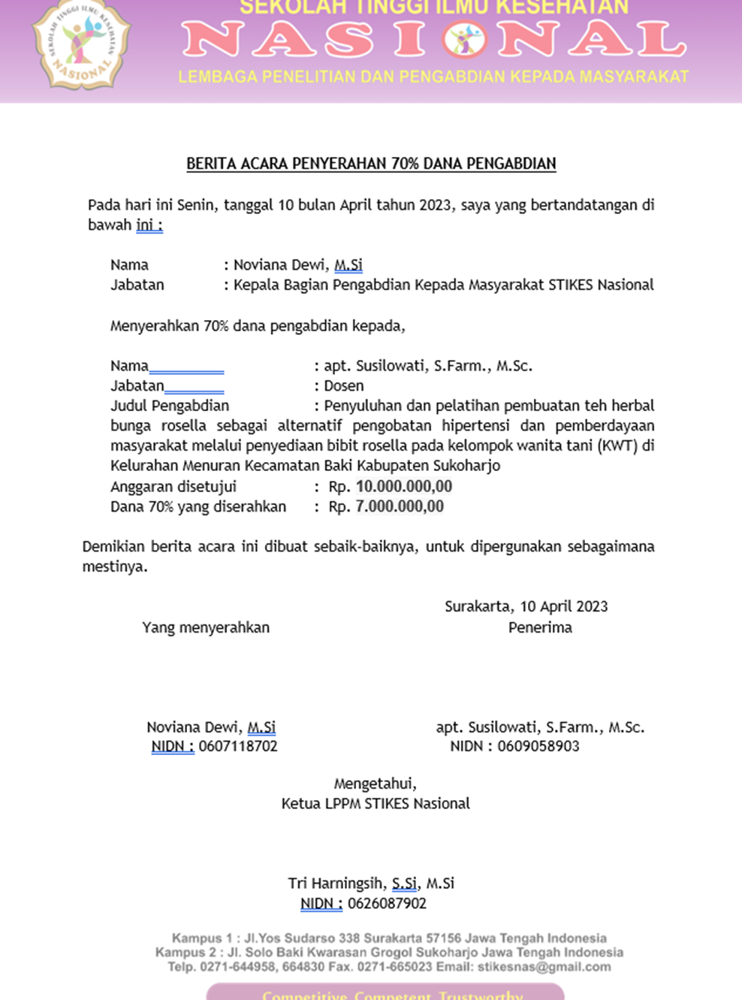 SEKOLAH TINGGI ILMU KESEHATAN
NASIONAL
LEMBAGA PENELITIAN DAN PENGABDIAN KEPADA MASYARAKAT
SEKOLAH TINGGI ILMU KESEHATAN
NASIONAL
BERITA ACARA PENYERAHAN 70% DANA PENGABDIAN
Pada hari ini Senin, tanggal 10 bulan April tahun 2023, saya yang bertandatangan di
bawah ini :
Nama : Noviana Dewi, M.Si
Jabatan : Kepala Bagian Pengabdian Kepada Masyarakat STIKES Nasional
Menyerahkan 70% dana pengabdian kepada,
Nama : apt. Susilowati, S.Farm., M.Sc.
Jabatan : Dosen
Judul Pengabdian : Penyuluhan dan pelatihan pembuatan teh herbal
bunga rosella sebagai alternatif pengobatan hipertensi dan pemberdayaan
masyarakat melalui penyediaan bibit rosella pada kelompok wanita tani (KWT) di
Kelurahan Menuran Kecamatan Baki Kabupaten Sukoharjo
Anggaran disetujui : Rp. 10.000.000,00
Dana 70% yang diserahkan : Rp. 7.000.000,00
Demikian berita acara ini dibuat sebaik-baiknya, untuk dipergunakan sebagaimana
mestinya.
Surakarta, 10 April 2023
Yang menyerahkan Penerima
Noviana Dewi, M.Si apt. Susilowati, S.Farm., M.Sc.
NIDN : 0607118702 NIDN : 0609058903
Mengetahui,
Ketua LPPM STIKES Nasional
Tri Harningsih, S.Si, M.Si
NIDN : 0626087902
Kampus 1 : Jl.Yos Sudarso 338 Surakarta 57156 Jawa Tengah Indonesia
Kampus 2 : Jl. Solo Baki Kwarasan Grogol Sukoharjo Jawa Tengah Indonesia
Telp. 0271-644958, 664830 Fax. 0271-665023 Email: stikesnas@gmail.com
Competitive, Competent, Trustworthy